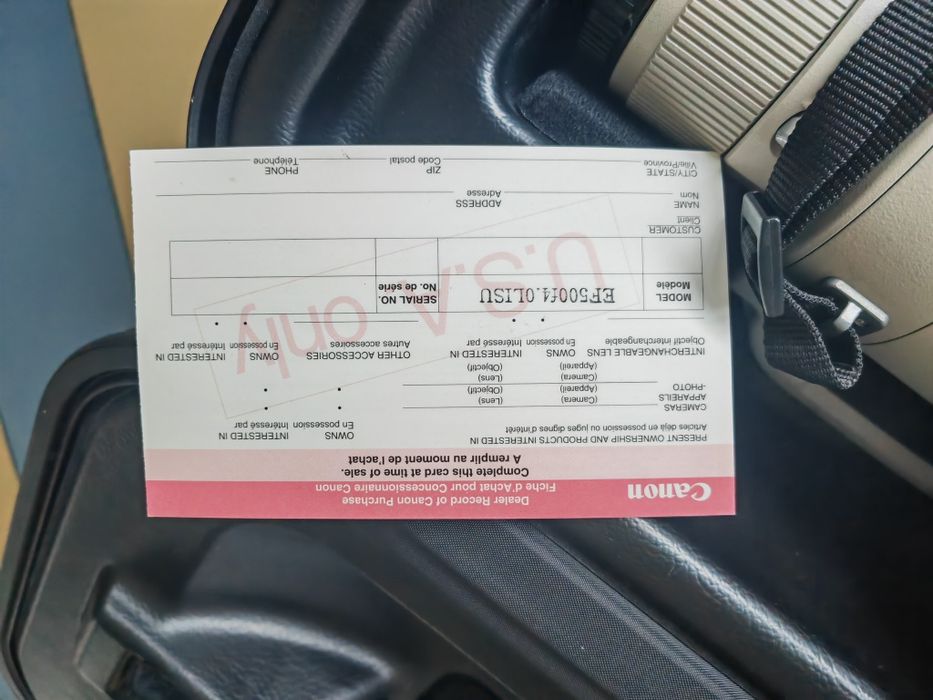 Canon
Dealer Record of Canon Purchase
Fiche d'Achat pour Concessionnaire Canon
Complete this card at time of sale.
A remplir au moment de l'achat
PRESENT OWNERSHIP AND PRODUCTS INTERESTED IN
Articles en déja possession ou jugés dignes d'intérêt
OWNS INTERESTED IN
En possession Intéressé par
CAMERAS (Camera) (Lens)
APPAREILS (Appareil) (Objectif)
-PHOTO (Camera) (Lens)
(Appareil) (Objectif)
INTERCHANGEABLE LENS OWNS INTERESTED IN OTHER ACCESSORIES OWNS INTERESTED IN
Objectif interchangeable En possession Intéressé par Autres accessoires En possession Intéressé par
MODEL EF500f4.0LISU SERIAL NO.
Modèle No. de série
U.S.A. only
CUSTOMER
Client
NAME ADDRESS
Nom Adresse
CITY/STATE ZIP PHONE
Ville/Province Code postal Téléphone